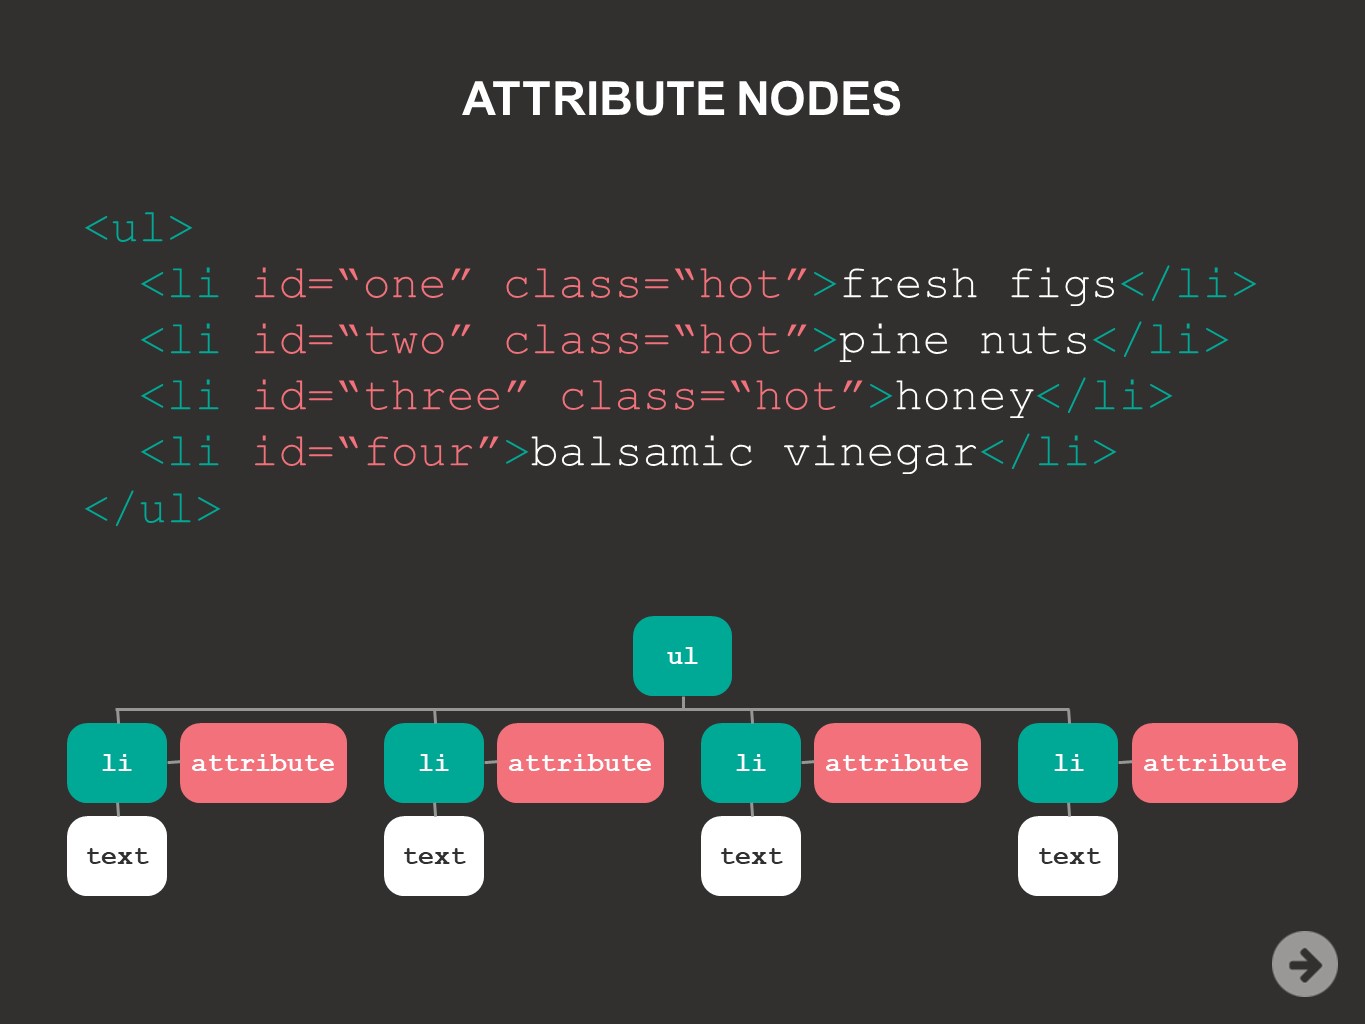 ATTRIBUTE NODES
<ul>
<li id=“one” class=“hot”>fresh figs</li>
<li id=“two” class=“hot”>pine nuts</li>
<li id=“three” class=“hot”>honey</li>
<li id=“four”>balsamic vinegar</li>
</ul>
ul
li attribute li attribute li attribute li attribute
text text text text